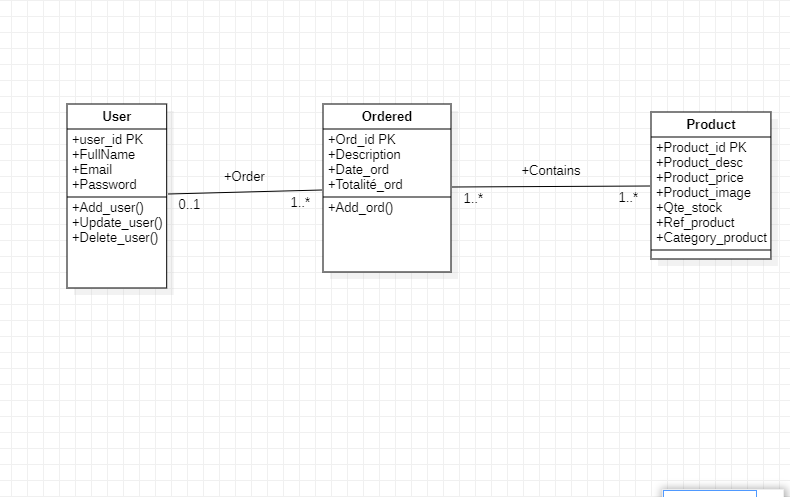 User
+user_id PK
+FullName
+Email
+Password
+Add_user()
+Update_user()
+Delete_user()
+Order
0..1
1..*
Ordered
+Ord_id PK
+Description
+Date_ord
+Totalité_ord
+Add_ord()
+Contains
1..*
1..*
Product
+Product_id PK
+Product_desc
+Product_price
+Product_image
+Qte_stock
+Ref_product
+Category_product